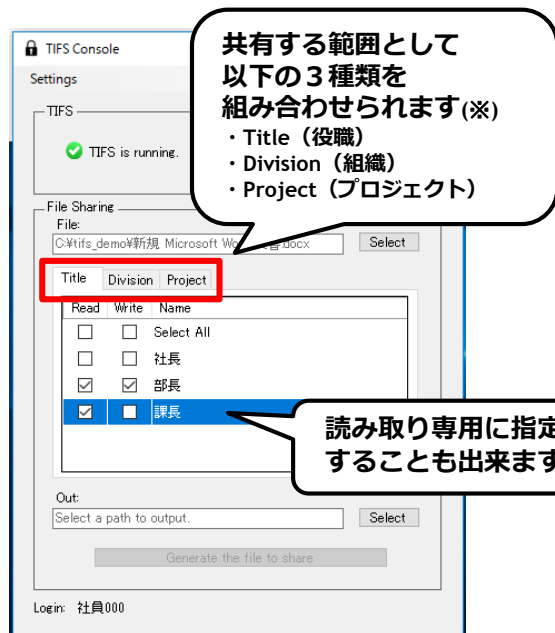 TIFS Console
Settings
共有する範囲として
以下の３種類を
組み合わせられます(※)
・Title（役職）
・Division（組織）
・Project（プロジェクト）
TIFS
TIFS is running.
File Sharing
File:
C:¥tifs_demo¥新規 Microsoft Wo .docx
Select
Title Division Project
Read Write Name
Select All
社長
部長
課長
読み取り専用に指定
することも出来ます
Out:
Select a path to output.
Select
Generate the file to share
Login: 社員000